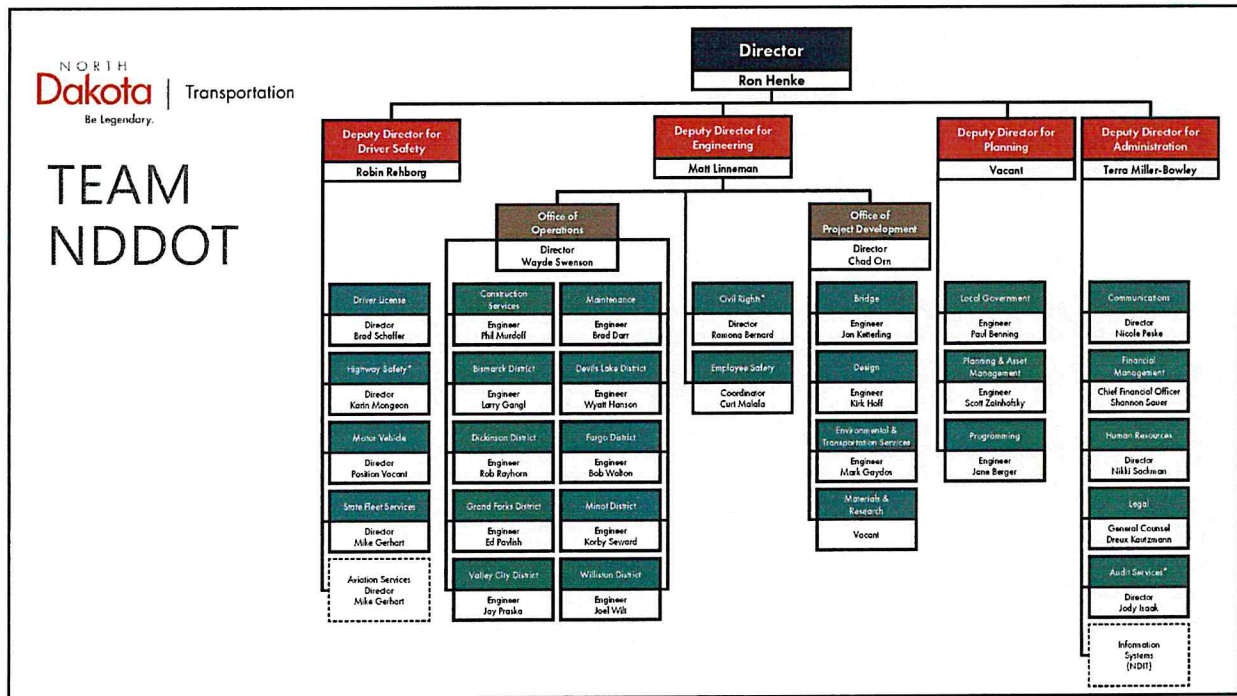 NORTH
Dakota
Be Legendary.
Transportation
TEAM
NDDOT
Director
Ron Henke
Deputy Director for
Driver Safety
Robin Rehborg
Deputy Director for
Engineering
Matt Linneman
Deputy Director for
Planning
Vacant
Deputy Director for
Administration
Terra Miller-Bowley
Office of
Operations
Director
Wayde Swenson
Office of
Project Development
Director
Chad Orn
Driver License
Director
Brad Schaffer
Highway Safety*
Director
Karin Mongeon
Motor Vehicle
Director
Position Vacant
State Fleet Services
Director
Mike Gerhart
Aviation Services
Director
Mike Gerhart
Construction
Services
Engineer
Phil Murdoff
Bismarck District
Engineer
Larry Gangl
Dickinson District
Engineer
Rob Rayhorn
Grand Forks District
Engineer
Ed Pavlish
Valley City District
Engineer
Jay Praska
Maintenance
Engineer
Brad Darr
Devils Lake District
Engineer
Wyatt Hanson
Fargo District
Engineer
Bob Walton
Minot District
Engineer
Korby Seward
Williston District
Engineer
Joel Wilt
Civil Rights*
Director
Ramona Bernard
Employee Safety
Coordinator
Curt Malafa
Bridge
Engineer
Jon Ketterling
Design
Engineer
Kirk Hoff
Environmental &
Transportation Services
Engineer
Mark Gaydos
Materials &
Research
Vacant
Local Government
Engineer
Paul Benning
Planning & Asset
Management
Engineer
Scott Zainhofsky
Programming
Engineer
Jane Berger
Communications
Director
Nicole Peske
Financial
Management
Chief Financial Officer
Shannon Sauer
Human Resources
Director
Nikki Sackman
Legal
General Counsel
Dreux Kautzmann
Audit Services*
Director
Jody Isaak
Information
Systems
(NDIT)